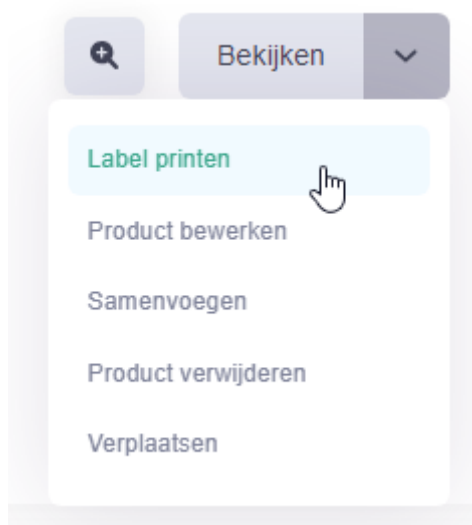 Bekijken
Label printen
Product bewerken
Samenvoegen
Product verwijderen
Verplaatsen